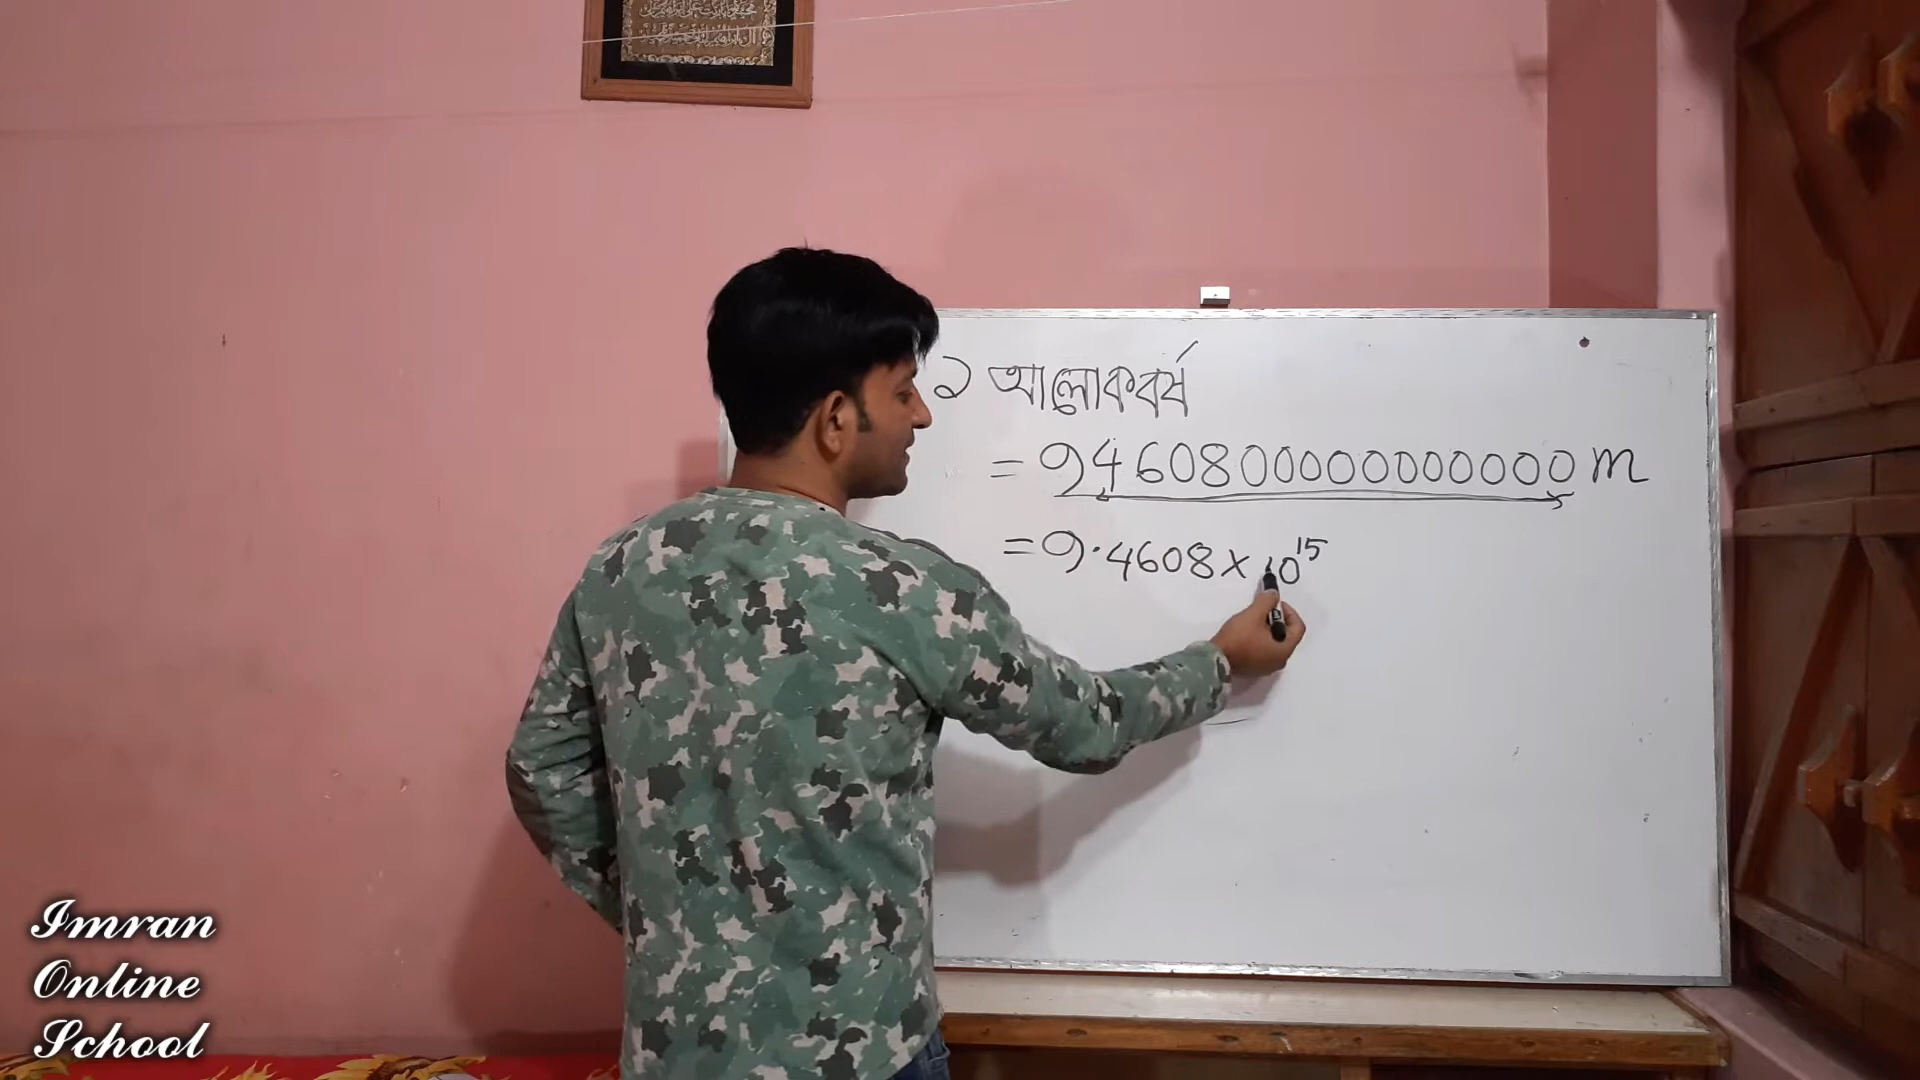 ১ আলোকবর্ষ
= 9460800000000000 m
= 9.4608 × 10¹⁵
Imran
Online
School